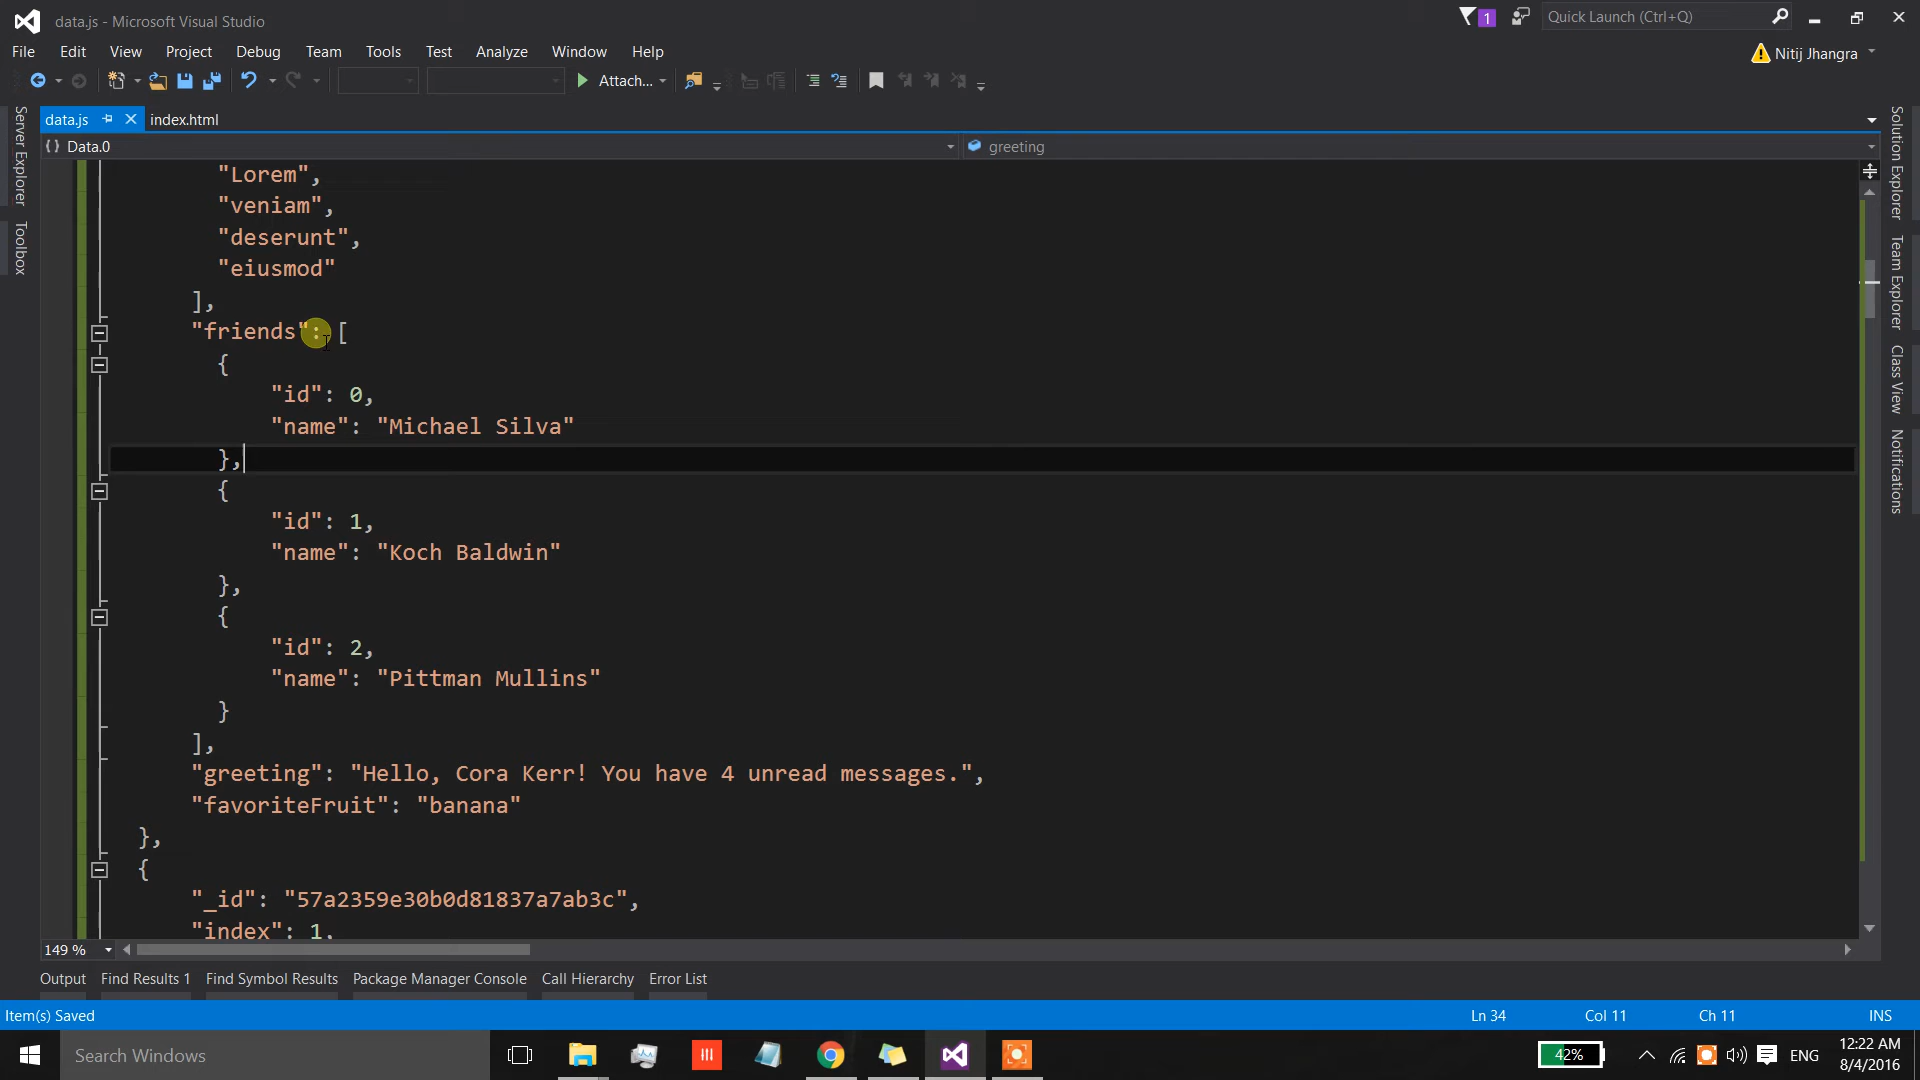 data.js - Microsoft Visual Studio
1
Quick Launch (Ctrl+Q)
File Edit View Project Debug Team Tools Test Analyze Window Help
Nitij Jhangra
Attach...
data.js index.html
Data.0 greeting
Server Explorer
Toolbox
Solution Explorer
Team Explorer
Class View
Notifications
"Lorem",
"veniam",
"deserunt",
"eiusmod"
],
"friends": [
{
"id": 0,
"name": "Michael Silva"
},
{
"id": 1,
"name": "Koch Baldwin"
},
{
"id": 2,
"name": "Pittman Mullins"
}
],
"greeting": "Hello, Cora Kerr! You have 4 unread messages.",
"favoriteFruit": "banana"
},
{
"_id": "57a2359e30b0d81837a7ab3c",
"index": 1,
149 %
Output Find Results 1 Find Symbol Results Package Manager Console Call Hierarchy Error List
Item(s) Saved Ln 34 Col 11 Ch 11 INS
Search Windows
42%
ENG
12:22 AM
8/4/2016